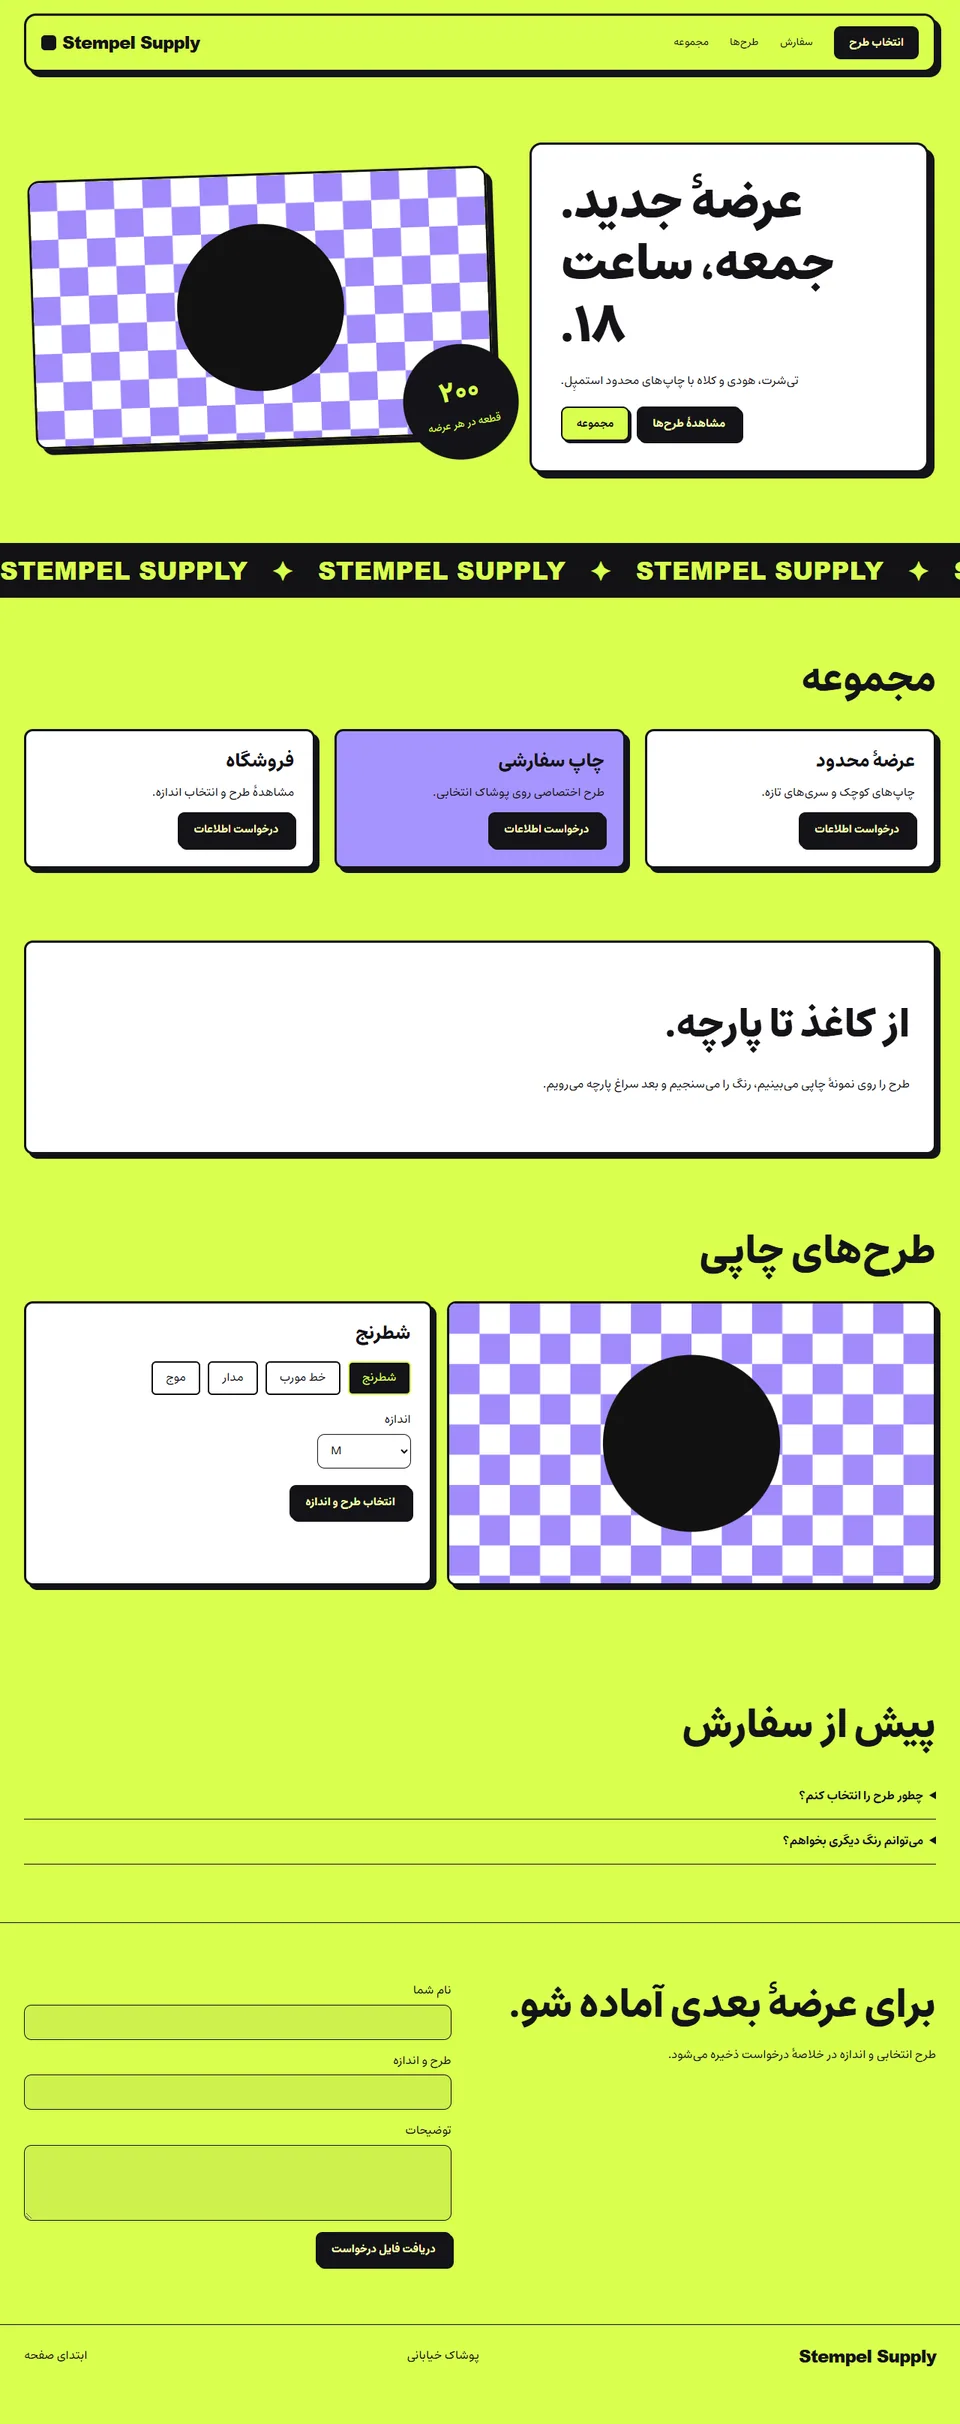 Stempel Supply
مجموعه
طرح‌ها
سفارش
انتخاب طرح
عرضهٔ جدید.
جمعه، ساعت
۱۸.
تی‌شرت، هودی و کلاه با چاپ‌های محدود استمپل.
مشاهدهٔ طرح‌ها
مجموعه
۲۰۰
قطعه در هر عرضه
STEMPEL SUPPLY ✦ STEMPEL SUPPLY ✦ STEMPEL SUPPLY ✦ S
مجموعه
عرضهٔ محدود
چاپ‌های کوچک و سری‌های تازه.
درخواست اطلاعات
چاپ سفارشی
طرح اختصاصی روی پوشاک انتخابی.
درخواست اطلاعات
فروشگاه
مشاهدهٔ طرح و انتخاب اندازه.
درخواست اطلاعات
از کاغذ تا پارچه.
طرح را روی نمونهٔ چاپی می‌بینیم، رنگ را می‌سنجیم و بعد سراغ پارچه می‌رویم.
طرح‌های چاپی
شطرنج
شطرنج
خط مورب
مدار
موج
اندازه
M
انتخاب طرح و اندازه
پیش از سفارش
چطور طرح را انتخاب کنم؟
می‌توانم رنگ دیگری بخواهم؟
برای عرضهٔ بعدی آماده شو.
طرح انتخابی و اندازه در خلاصهٔ درخواست ذخیره می‌شود.
نام شما
طرح و اندازه
توضیحات
دریافت فایل درخواست
Stempel Supply
پوشاک خیابانی
ابتدای صفحه